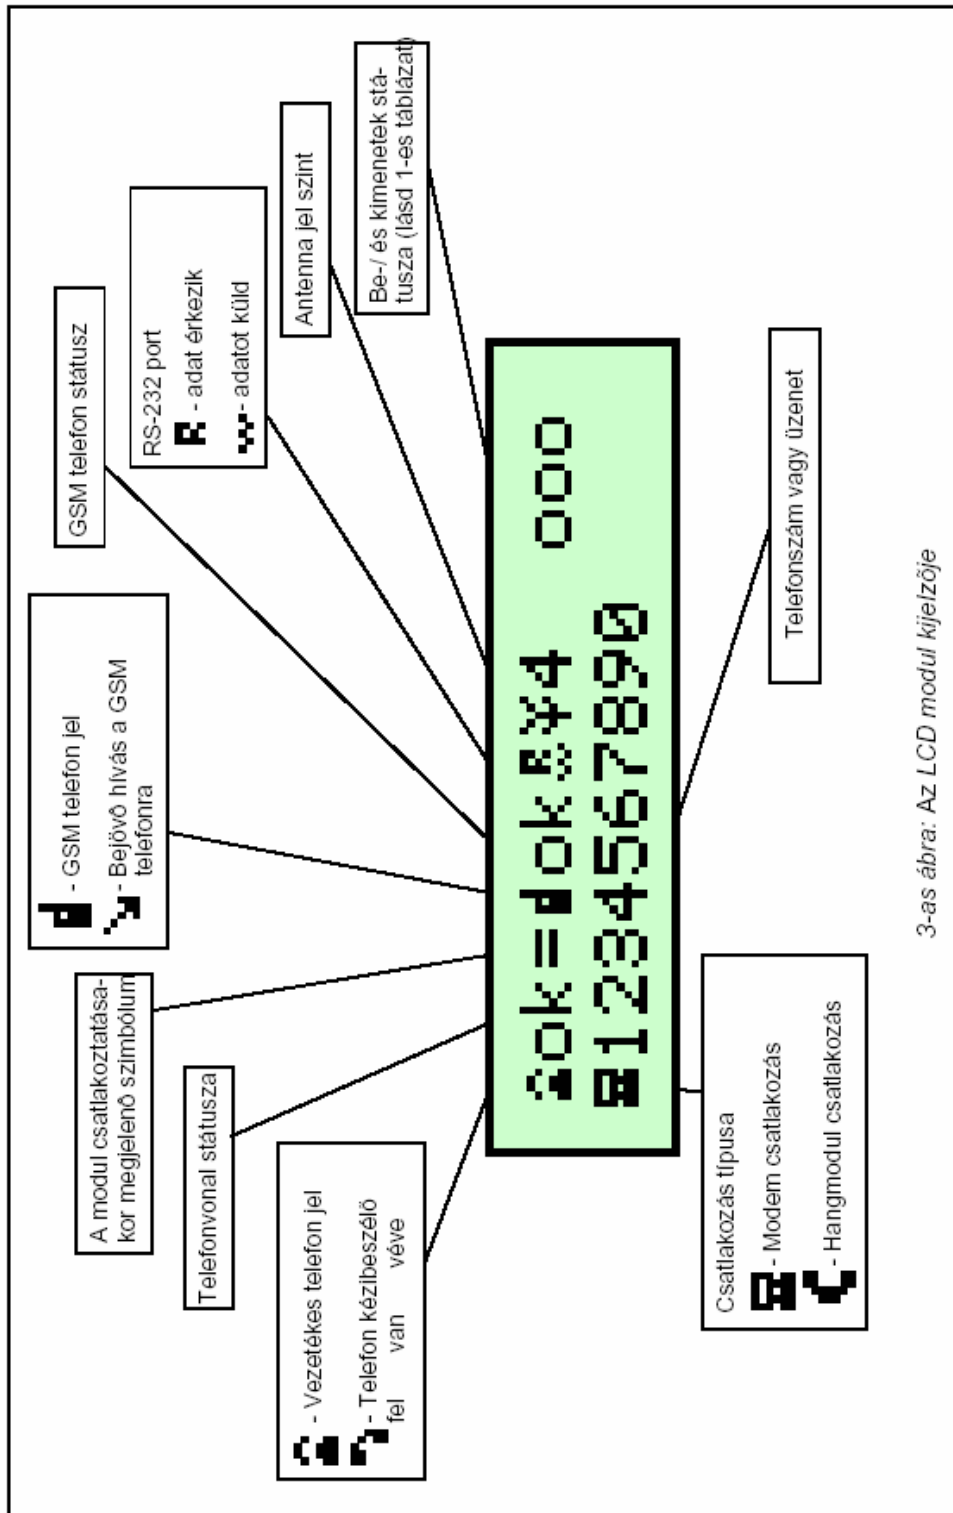 Vezetékes telefon jel
- Telefon kézibeszélő
fel van véve
Telefonvonal státusza
A modul csatlakoztatása-
kor megjelenő szimbólum
- GSM telefon jel
- Bejövő hívás a GSM
telefonra
GSM telefon státusz
RS-232 port
- adat érkezik
- adatot küld
Antenna jel szint
Be-/ és kimenetek stá-
tusza (lásd 1-es táblázat)
ok = ok 4 ooo
1234567890
Csatlakozás típusa
- Modem csatlakozás
- Hangmodul csatlakozás
Telefonszám vagy üzenet
3-as ábra: Az LCD modul kijelzője